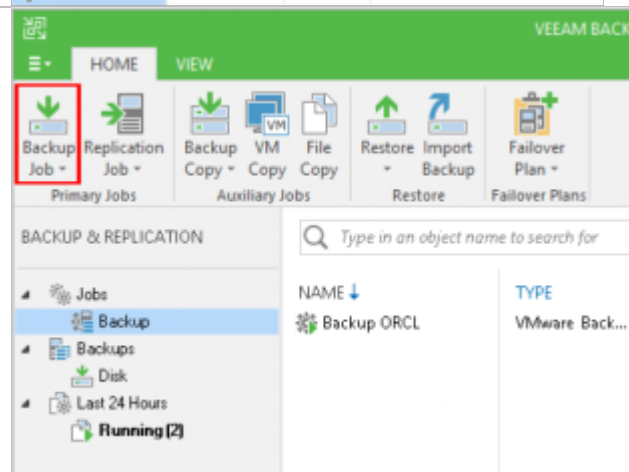 VEEAM BACK
HOME VIEW
Backup Job Replication Job Backup Copy VM Copy File Copy Restore Import Backup Failover Plan
Primary Jobs Auxiliary Jobs Restore Failover Plans
BACKUP & REPLICATION
Type in an object name to search for
Jobs
Backup
Backups
Disk
Last 24 Hours
Running (2)
NAME TYPE
Backup ORCL VMware Back...